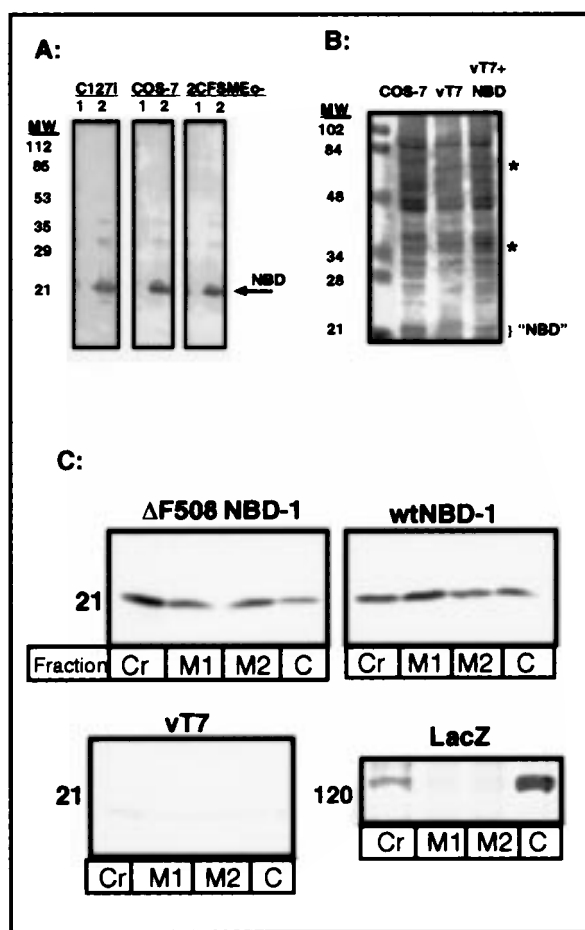 A:
C127I COS-7 2CFSMEo-
1 2 1 2 1 2
MW
112
85
53
35
29
21
NBD
B:
vT7+
COS-7 vT7 NBD
MW
102
84
48
34
28
21
*
*
} "NBD"
C:
ΔF508 NBD-1
wtNBD-1
21
Fraction Cr M1 M2 C
Cr M1 M2 C
vT7
LacZ
21
120
Cr M1 M2 C
Cr M1 M2 C